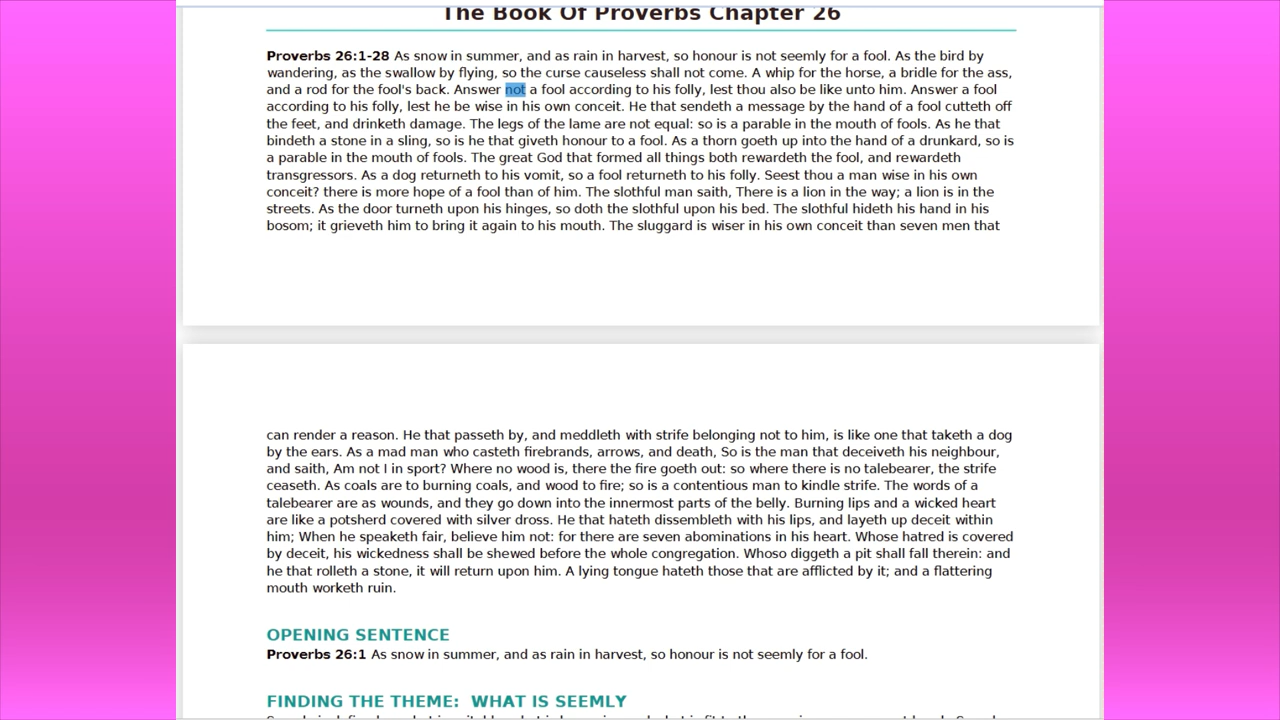 The Book Of Proverbs Chapter 26
Proverbs 26:1-28 As snow in summer, and as rain in harvest, so honour is not seemly for a fool. As the bird by
wandering, as the swallow by flying, so the curse causeless shall not come. A whip for the horse, a bridle for the ass,
and a rod for the fool's back. Answer not a fool according to his folly, lest thou also be like unto him. Answer a fool
according to his folly, lest he be wise in his own conceit. He that sendeth a message by the hand of a fool cutteth off
the feet, and drinketh damage. The legs of the lame are not equal: so is a parable in the mouth of fools. As he that
bindeth a stone in a sling, so is he that giveth honour to a fool. As a thorn goeth up into the hand of a drunkard, so is
a parable in the mouth of fools. The great God that formed all things both rewardeth the fool, and rewardeth
transgressors. As a dog returneth to his vomit, so a fool returneth to his folly. Seest thou a man wise in his own
conceit? there is more hope of a fool than of him. The slothful man saith, There is a lion in the way; a lion is in the
streets. As the door turneth upon his hinges, so doth the slothful upon his bed. The slothful hideth his hand in his
bosom; it grieveth him to bring it again to his mouth. The sluggard is wiser in his own conceit than seven men that
can render a reason. He that passeth by, and meddleth with strife belonging not to him, is like one that taketh a dog
by the ears. As a mad man who casteth firebrands, arrows, and death, So is the man that deceiveth his neighbour,
and saith, Am not I in sport? Where no wood is, there the fire goeth out: so where there is no talebearer, the strife
ceaseth. As coals are to burning coals, and wood to fire; so is a contentious man to kindle strife. The words of a
talebearer are as wounds, and they go down into the innermost parts of the belly. Burning lips and a wicked heart
are like a potsherd covered with silver dross. He that hateth dissembleth with his lips, and layeth up deceit within
him; When he speaketh fair, believe him not: for there are seven abominations in his heart. Whose hatred is covered
by deceit, his wickedness shall be shewed before the whole congregation. Whoso diggeth a pit shall fall therein: and
he that rolleth a stone, it will return upon him. A lying tongue hateth those that are afflicted by it; and a flattering
mouth worketh ruin.
OPENING SENTENCE
Proverbs 26:1 As snow in summer, and as rain in harvest, so honour is not seemly for a fool.
FINDING THE THEME: WHAT IS SEEMLY